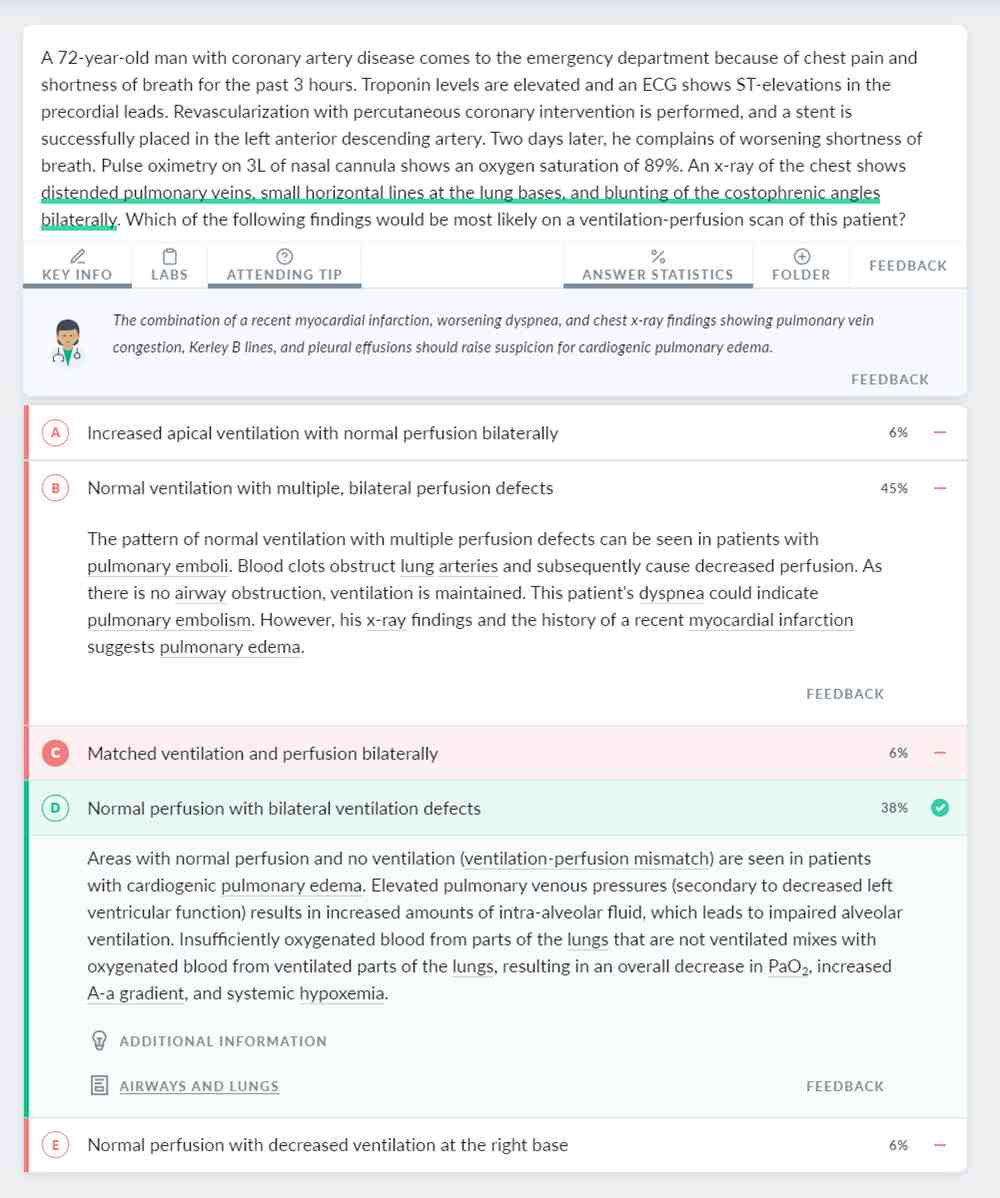 A 72-year-old man with coronary artery disease comes to the emergency department because of chest pain and
shortness of breath for the past 3 hours. Troponin levels are elevated and an ECG shows ST-elevations in the
precordial leads. Revascularization with percutaneous coronary intervention is performed, and a stent is
successfully placed in the left anterior descending artery. Two days later, he complains of worsening shortness of
breath. Pulse oximetry on 3L of nasal cannula shows an oxygen saturation of 89%. An x-ray of the chest shows
distended pulmonary veins, small horizontal lines at the lung bases, and blunting of the costophrenic angles
bilaterally. Which of the following findings would be most likely on a ventilation-perfusion scan of this patient?
KEY INFO
LABS
ATTENDING TIP
ANSWER STATISTICS
FOLDER
FEEDBACK
The combination of a recent myocardial infarction, worsening dyspnea, and chest x-ray findings showing pulmonary vein
congestion, Kerley B lines, and pleural effusions should raise suspicion for cardiogenic pulmonary edema.
FEEDBACK
A Increased apical ventilation with normal perfusion bilaterally 6%
B Normal ventilation with multiple, bilateral perfusion defects 45%
The pattern of normal ventilation with multiple perfusion defects can be seen in patients with
pulmonary emboli. Blood clots obstruct lung arteries and subsequently cause decreased perfusion. As
there is no airway obstruction, ventilation is maintained. This patient's dyspnea could indicate
pulmonary embolism. However, his x-ray findings and the history of a recent myocardial infarction
suggests pulmonary edema.
FEEDBACK
C Matched ventilation and perfusion bilaterally 6%
D Normal perfusion with bilateral ventilation defects 38%
Areas with normal perfusion and no ventilation (ventilation-perfusion mismatch) are seen in patients
with cardiogenic pulmonary edema. Elevated pulmonary venous pressures (secondary to decreased left
ventricular function) results in increased amounts of intra-alveolar fluid, which leads to impaired alveolar
ventilation. Insufficiently oxygenated blood from parts of the lungs that are not ventilated mixes with
oxygenated blood from ventilated parts of the lungs, resulting in an overall decrease in PaO₂, increased
A-a gradient, and systemic hypoxemia.
ADDITIONAL INFORMATION
AIRWAYS AND LUNGS
FEEDBACK
E Normal perfusion with decreased ventilation at the right base 6%